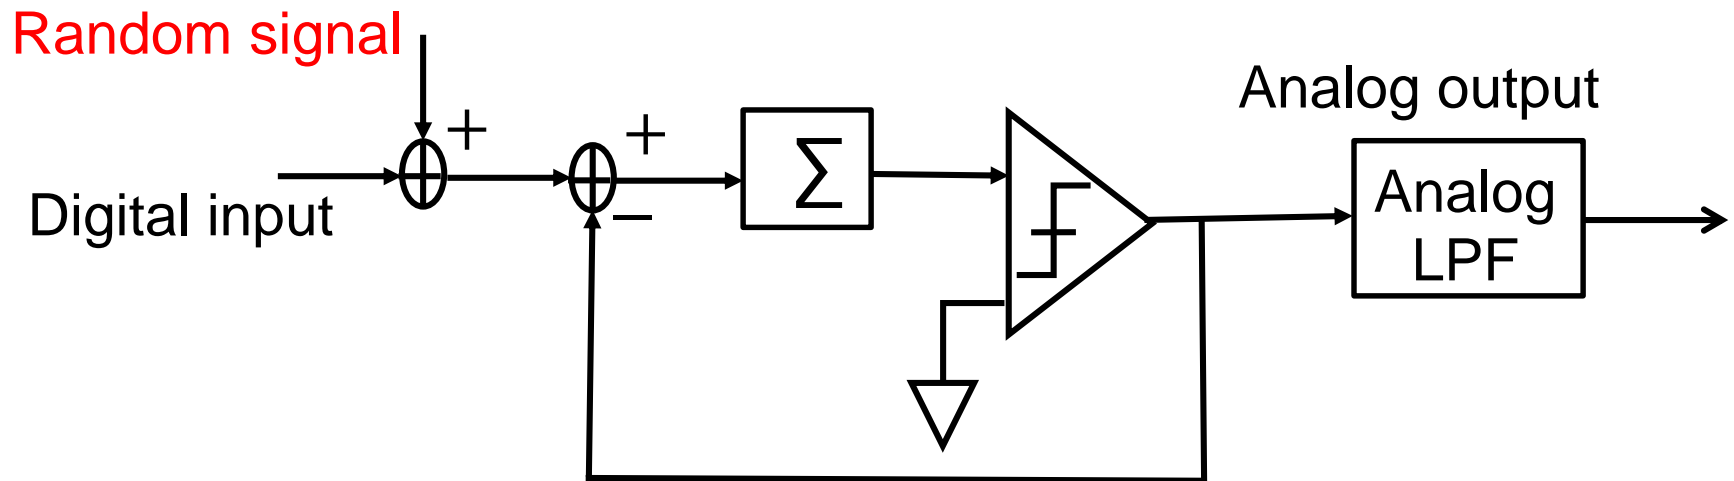 Random signal
+
+
−
Digital input
Σ
Analog output
Analog
LPF